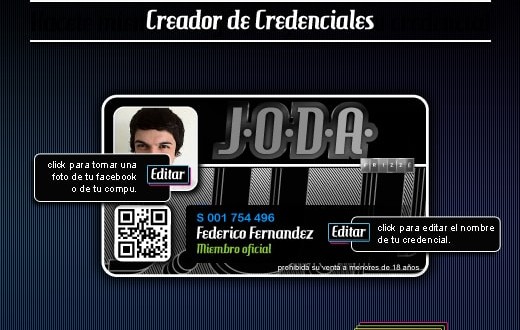 Creador de Credenciales
J·O·D·A·
FRIZZE
click para tomar una
foto de tu facebook
o de tu compu.
Editar
S 001 754 496
Federico Fernandez
Miembro oficial
Editar
click para editar el nombre
de tu credencial.
prohibida su venta a menores de 18 años